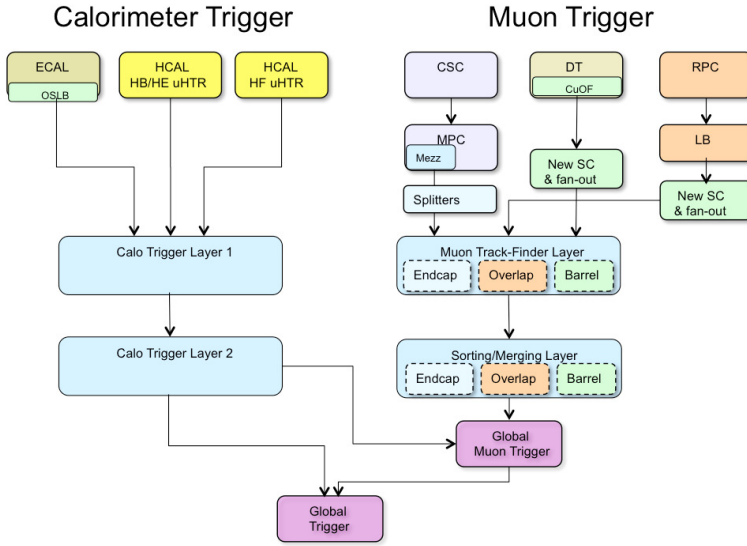 Calorimeter Trigger
Muon Trigger
ECAL
OSLB
HCAL
HB/HE uHTR
HCAL
HF uHTR
CSC
DT
CuOF
RPC
MPC
Mezz
LB
New SC
& fan-out
Splitters
New SC
& fan-out
Calo Trigger Layer 1
Muon Track-Finder Layer
Endcap
Overlap
Barrel
Calo Trigger Layer 2
Sorting/Merging Layer
Endcap
Overlap
Barrel
Global
Muon Trigger
Global
Trigger